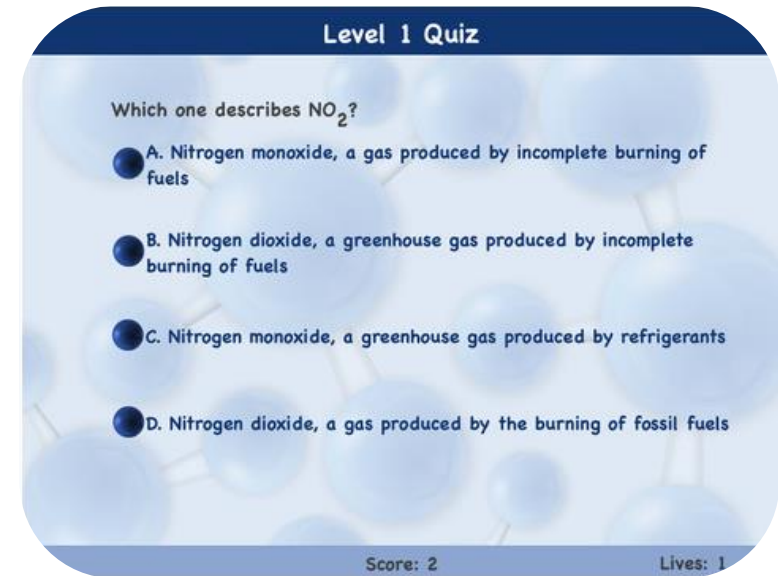 Level 1 Quiz
Which one describes NO₂?
A. Nitrogen monoxide, a gas produced by incomplete burning of
fuels
B. Nitrogen dioxide, a greenhouse gas produced by incomplete
burning of fuels
C. Nitrogen monoxide, a greenhouse gas produced by refrigerants
D. Nitrogen dioxide, a gas produced by the burning of fossil fuels
Score: 2 Lives: 1